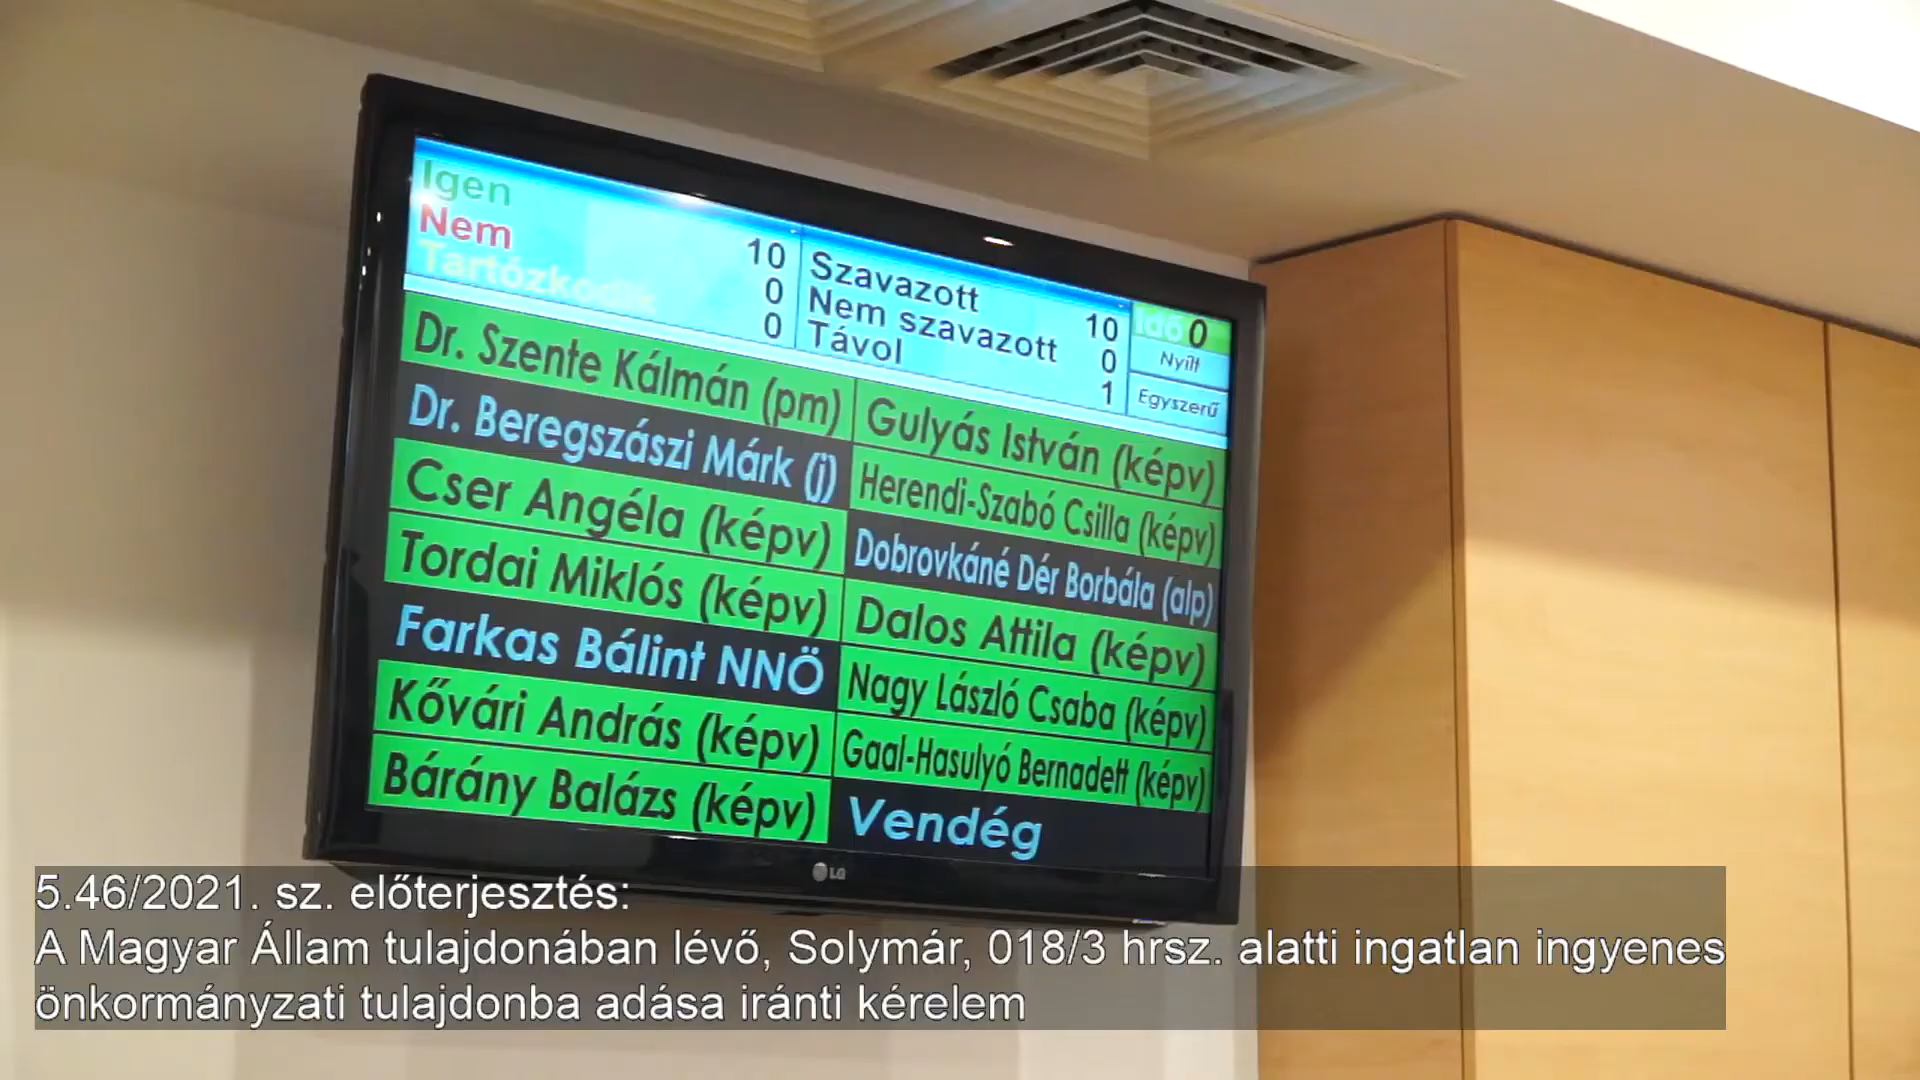 Igen
Nem
Tartózkodik
10
0
0
Szavazott
Nem szavazott
Távol
10
0
1
Idő 0
Nyílt
Egyszerű
Dr. Szente Kálmán (pm)
Dr. Beregszászi Márk (j)
Cser Angéla (képv)
Tordai Miklós (képv)
Farkas Bálint NNÖ
Kővári András (képv)
Bárány Balázs (képv)
Gulyás István (képv)
Herendi-Szabó Csilla (képv)
Dobrovkáné Dér Borbála (alp)
Dalos Attila (képv)
Nagy László Csaba (képv)
Gaal-Hasulyó Bernadett (képv)
Vendég
LG
5.46/2021. sz. előterjesztés:
A Magyar Állam tulajdonában lévő, Solymár, 018/3 hrsz. alatti ingatlan ingyenes
önkormányzati tulajdonba adása iránti kérelem